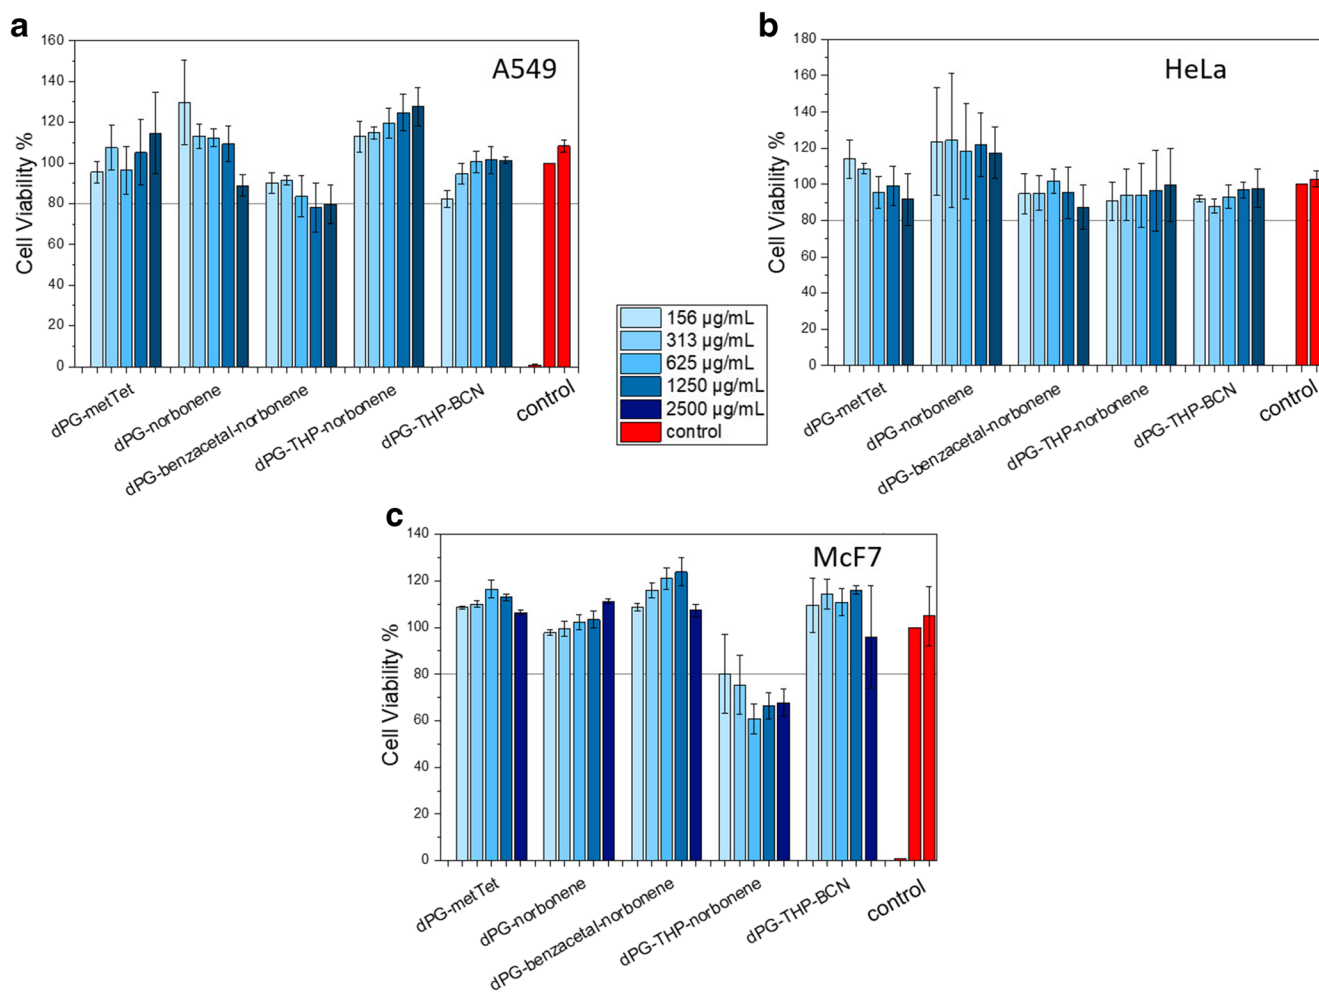 a
A549
Cell Viability %
160
140
120
100
80
60
40
20
0
dPG-metTet
dPG-norbonene
dPG-benzacetal-norbonene
dPG-THP-norbonene
dPG-THP-BCN
control
b
HeLa
Cell Viability %
180
160
140
120
100
80
60
40
20
0
dPG-metTet
dPG-norbonene
dPG-benzacetal-norbonene
dPG-THP-norbonene
dPG-THP-BCN
control
156 µg/mL
313 µg/mL
625 µg/mL
1250 µg/mL
2500 µg/mL
control
c
McF7
Cell Viability %
140
120
100
80
60
40
20
0
dPG-metTet
dPG-norbonene
dPG-benzacetal-norbonene
dPG-THP-norbonene
dPG-THP-BCN
control